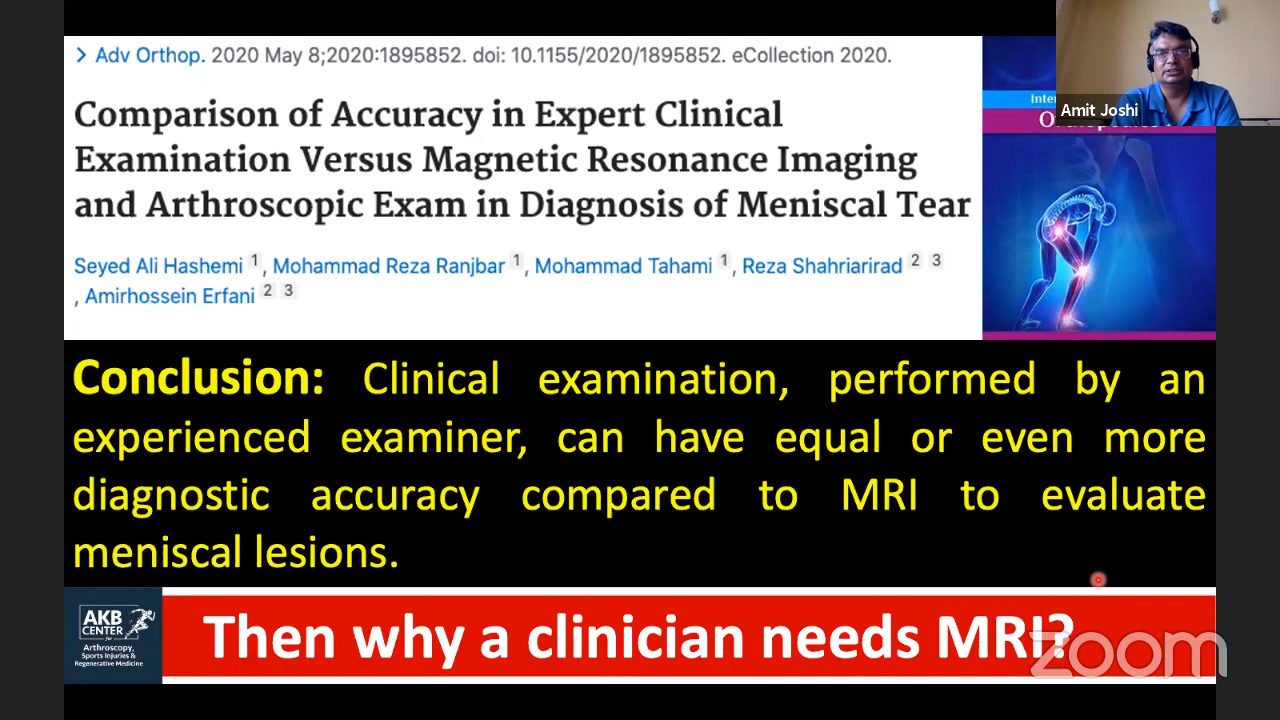 > Adv Orthop. 2020 May 8;2020:1895852. doi: 10.1155/2020/1895852. eCollection 2020.
Comparison of Accuracy in Expert Clinical
Examination Versus Magnetic Resonance Imaging
and Arthroscopic Exam in Diagnosis of Meniscal Tear
Seyed Ali Hashemi 1, Mohammad Reza Ranjbar 1, Mohammad Tahami 1, Reza Shahriarirad 2 3
, Amirhossein Erfani 2 3
Amit Joshi
Conclusion: Clinical examination, performed by an
experienced examiner, can have equal or even more
diagnostic accuracy compared to MRI to evaluate
meniscal lesions.
AKB
CENTER
for
Arthroscopy,
Sports Injuries &
Regenerative Medicine
Then why a clinician needs MRI?
zoom